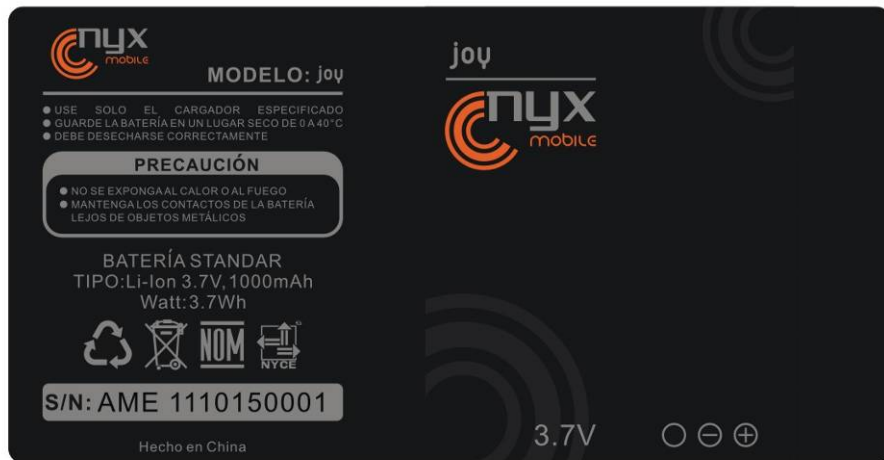 nyx
mobile
MODELO: joy
USE SOLO EL CARGADOR ESPECIFICADO
GUARDE LA BATERÍA EN UN LUGAR SECO DE 0 A 40°C
DEBE DESECHARSE CORRECTAMENTE
PRECAUCIÓN
NO SE EXPONGA AL CALOR O AL FUEGO
MANTENGA LOS CONTACTOS DE LA BATERÍA
LEJOS DE OBJETOS METÁLICOS
BATERÍA STANDAR
TIPO:Li-Ion 3.7V,1000mAh
Watt:3.7Wh
NOM
NYCE
S/N: AME 1110150001
Hecho en China
joy
nyx
mobile
3.7V